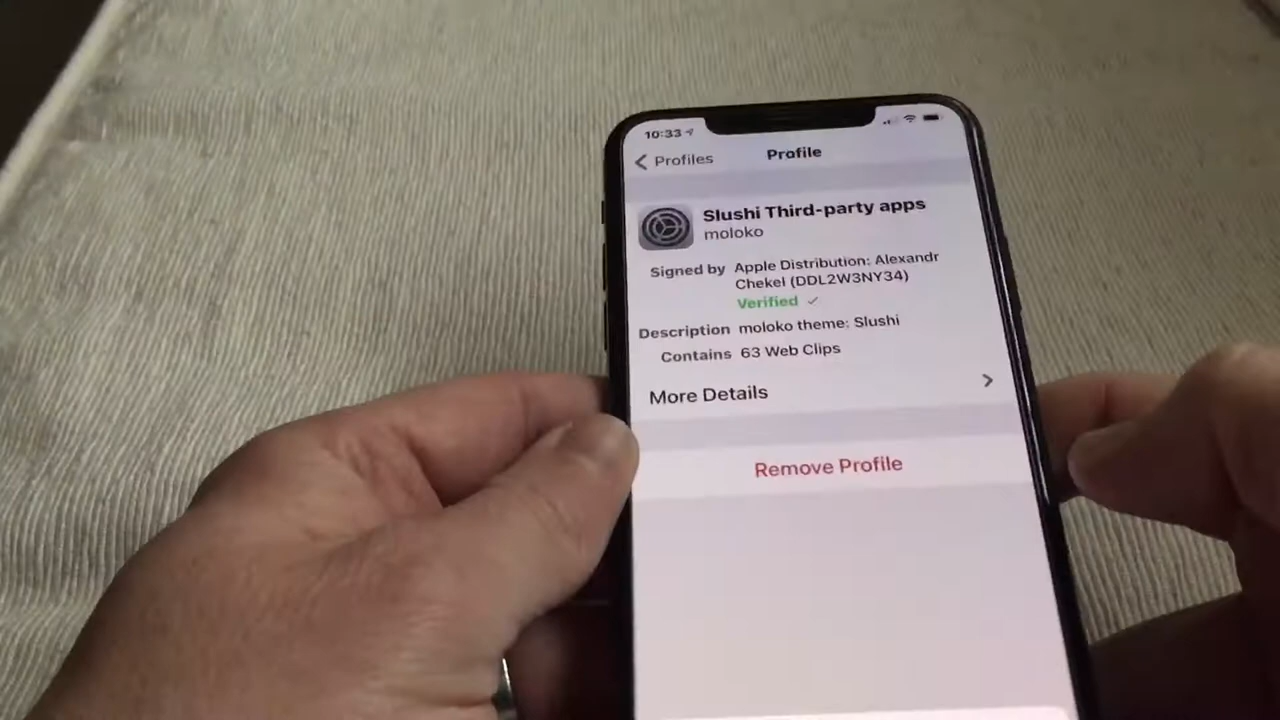 10:33
Profiles
Profile
Slushi Third-party apps
moloko
Signed by Apple Distribution: Alexandr
Chekel (DDL2W3NY34)
Verified ✓
Description moloko theme: Slushi
Contains 63 Web Clips
More Details
Remove Profile